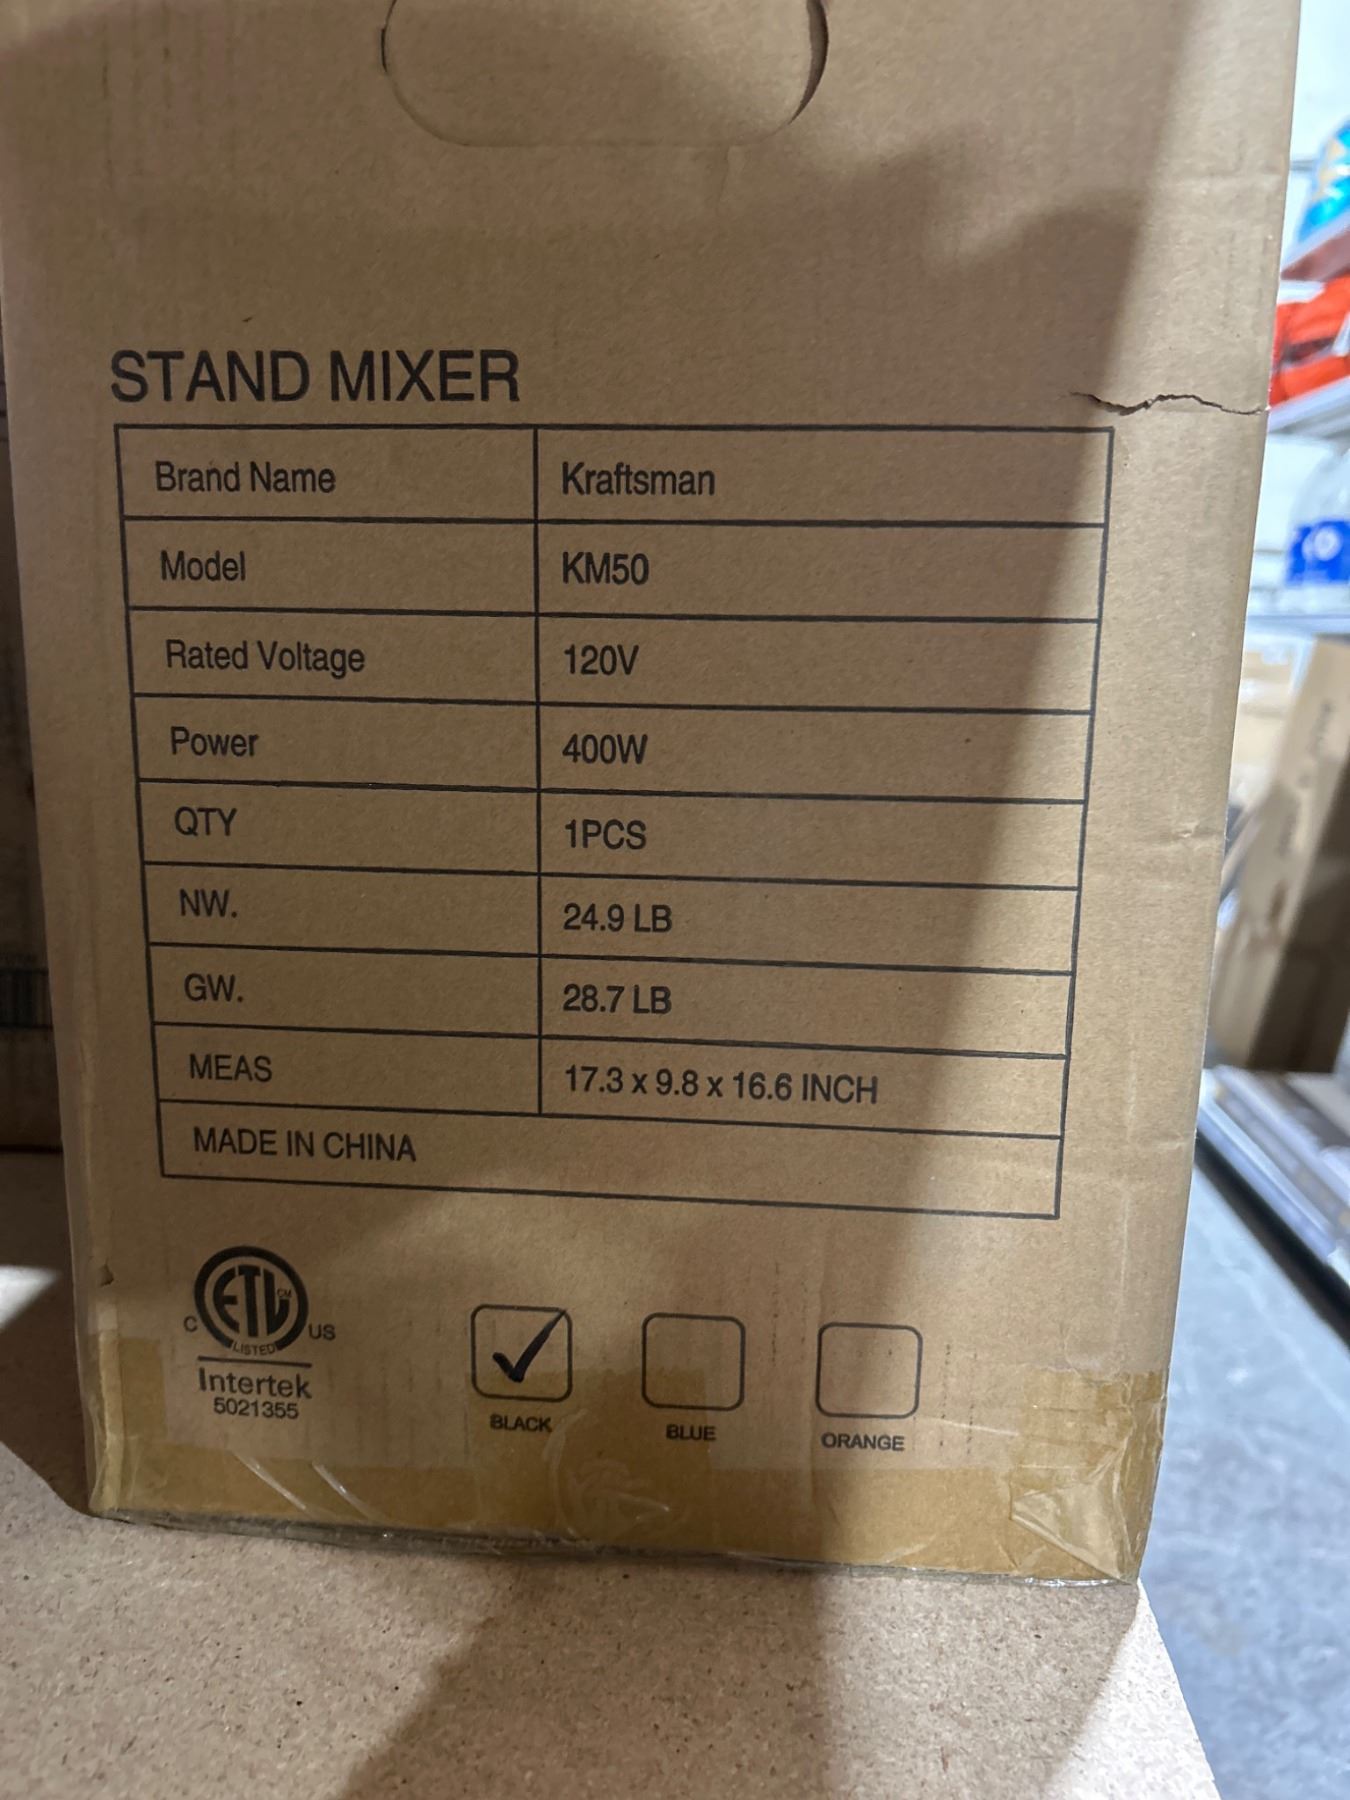 STAND MIXER
Brand Name Kraftsman
Model KM50
Rated Voltage 120V
Power 400W
QTY 1PCS
NW. 24.9 LB
GW. 28.7 LB
MEAS 17.3 x 9.8 x 16.6 INCH
MADE IN CHINA
ETL CM
C US
LISTED
Intertek
5021355
BLACK BLUE ORANGE